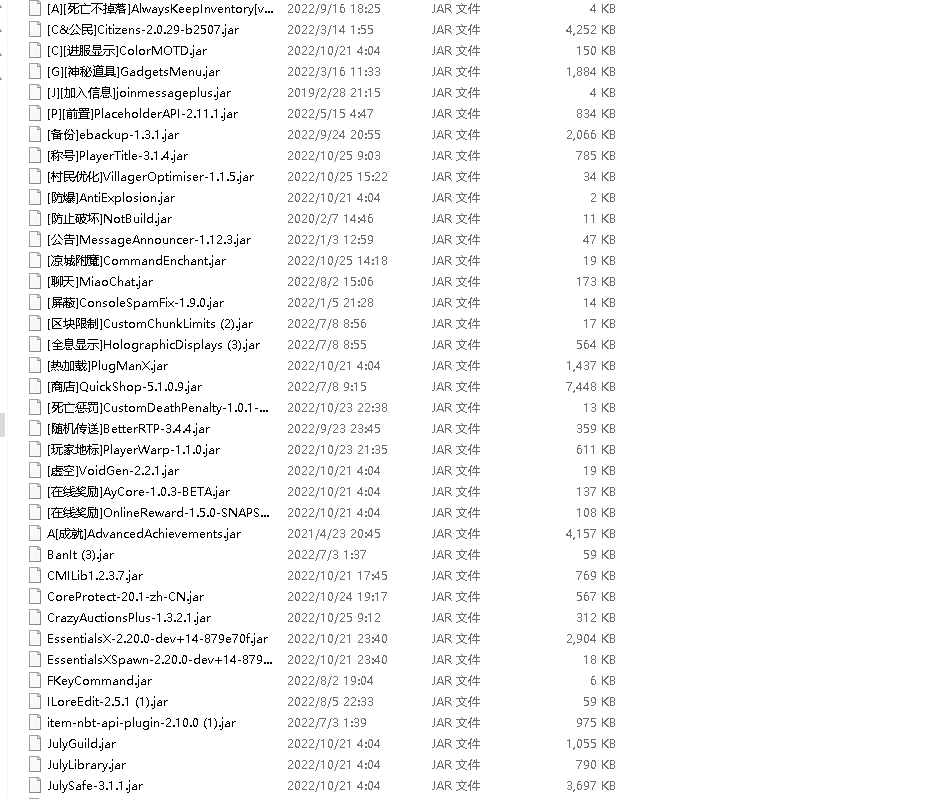 [A][死亡不掉落]AlwaysKeepInventory[v... 2022/9/16 18:25 JAR 文件 4 KB
[C&公民]Citizens-2.0.29-b2507.jar 2022/3/14 1:55 JAR 文件 4,252 KB
[C][进服显示]ColorMOTD.jar 2022/10/21 4:04 JAR 文件 150 KB
[G][神秘道具]GadgetsMenu.jar 2022/3/16 11:33 JAR 文件 1,884 KB
[J][加入信息]joinmessageplus.jar 2019/2/28 21:15 JAR 文件 4 KB
[P][前置]PlaceholderAPI-2.11.1.jar 2022/5/15 4:47 JAR 文件 834 KB
[备份]ebackup-1.3.1.jar 2022/9/24 20:55 JAR 文件 2,066 KB
[称号]PlayerTitle-3.1.4.jar 2022/10/25 9:03 JAR 文件 785 KB
[村民优化]VillagerOptimiser-1.1.5.jar 2022/10/25 15:22 JAR 文件 34 KB
[防爆]AntiExplosion.jar 2022/10/21 4:04 JAR 文件 2 KB
[防止破坏]NotBuild.jar 2020/2/7 14:46 JAR 文件 11 KB
[公告]MessageAnnouncer-1.12.3.jar 2022/1/3 12:59 JAR 文件 47 KB
[凉城附魔]CommandEnchant.jar 2022/10/25 14:18 JAR 文件 19 KB
[聊天]MiaoChat.jar 2022/8/2 15:06 JAR 文件 173 KB
[屏蔽]ConsoleSpamFix-1.9.0.jar 2022/1/5 21:28 JAR 文件 14 KB
[区块限制]CustomChunkLimits (2).jar 2022/7/8 8:56 JAR 文件 17 KB
[全息显示]HolographicDisplays (3).jar 2022/7/8 8:55 JAR 文件 564 KB
[热加载]PlugManX.jar 2022/10/21 4:04 JAR 文件 1,437 KB
[商店]QuickShop-5.1.0.9.jar 2022/7/8 9:15 JAR 文件 7,448 KB
[死亡惩罚]CustomDeathPenalty-1.0.1-... 2022/10/23 22:38 JAR 文件 13 KB
[随机传送]BetterRTP-3.4.4.jar 2022/9/23 23:45 JAR 文件 359 KB
[玩家地标]PlayerWarp-1.1.0.jar 2022/10/23 21:35 JAR 文件 611 KB
[虚空]VoidGen-2.2.1.jar 2022/10/21 4:04 JAR 文件 19 KB
[在线奖励]AyCore-1.0.3-BETA.jar 2022/10/21 4:04 JAR 文件 137 KB
[在线奖励]OnlineReward-1.5.0-SNAPS... 2022/10/21 4:04 JAR 文件 108 KB
A[成就]AdvancedAchievements.jar 2021/4/23 20:45 JAR 文件 4,157 KB
BanIt (3).jar 2022/7/3 1:37 JAR 文件 59 KB
CMILib1.2.3.7.jar 2022/10/21 17:45 JAR 文件 769 KB
CoreProtect-20.1-zh-CN.jar 2022/10/24 19:17 JAR 文件 567 KB
CrazyAuctionsPlus-1.3.2.1.jar 2022/10/25 9:12 JAR 文件 312 KB
EssentialsX-2.20.0-dev+14-879e70f.jar 2022/10/21 23:40 JAR 文件 2,904 KB
EssentialsXSpawn-2.20.0-dev+14-879... 2022/10/21 23:40 JAR 文件 18 KB
FKeyCommand.jar 2022/8/2 19:04 JAR 文件 6 KB
ILoreEdit-2.5.1 (1).jar 2022/8/5 22:33 JAR 文件 59 KB
item-nbt-api-plugin-2.10.0 (1).jar 2022/7/3 1:39 JAR 文件 975 KB
JulyGuild.jar 2022/10/21 4:04 JAR 文件 1,055 KB
JulyLibrary.jar 2022/10/21 4:04 JAR 文件 790 KB
JulySafe-3.1.1.jar 2022/10/21 4:04 JAR 文件 3,697 KB